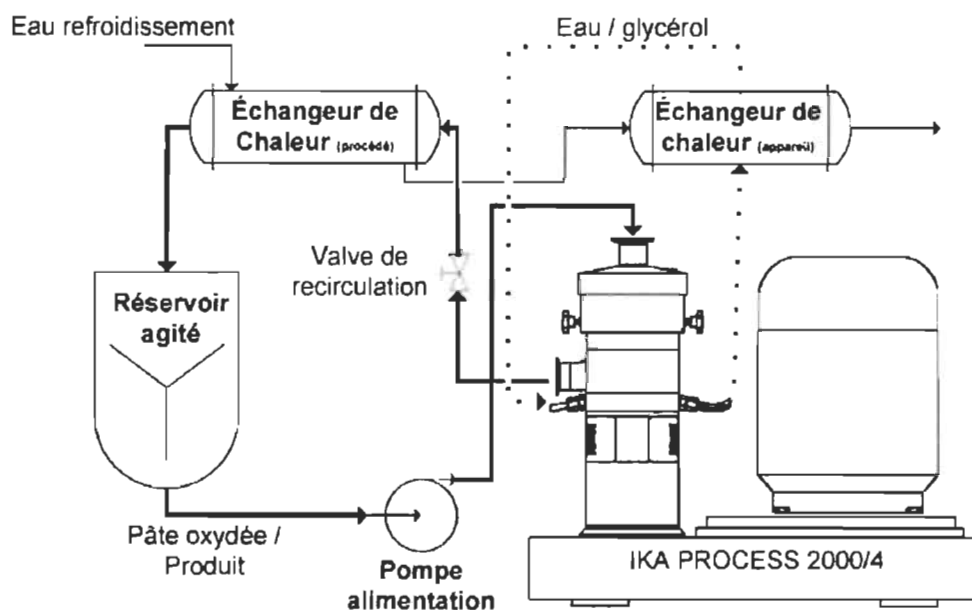 Eau refroidissement
Eau / glycérol
Échangeur de
Chaleur (procédé)
Échangeur de
chaleur (appareil)
Valve de
recirculation
Réservoir
agité
Pâte oxydée /
Produit
Pompe
alimentation
IKA PROCESS 2000/4